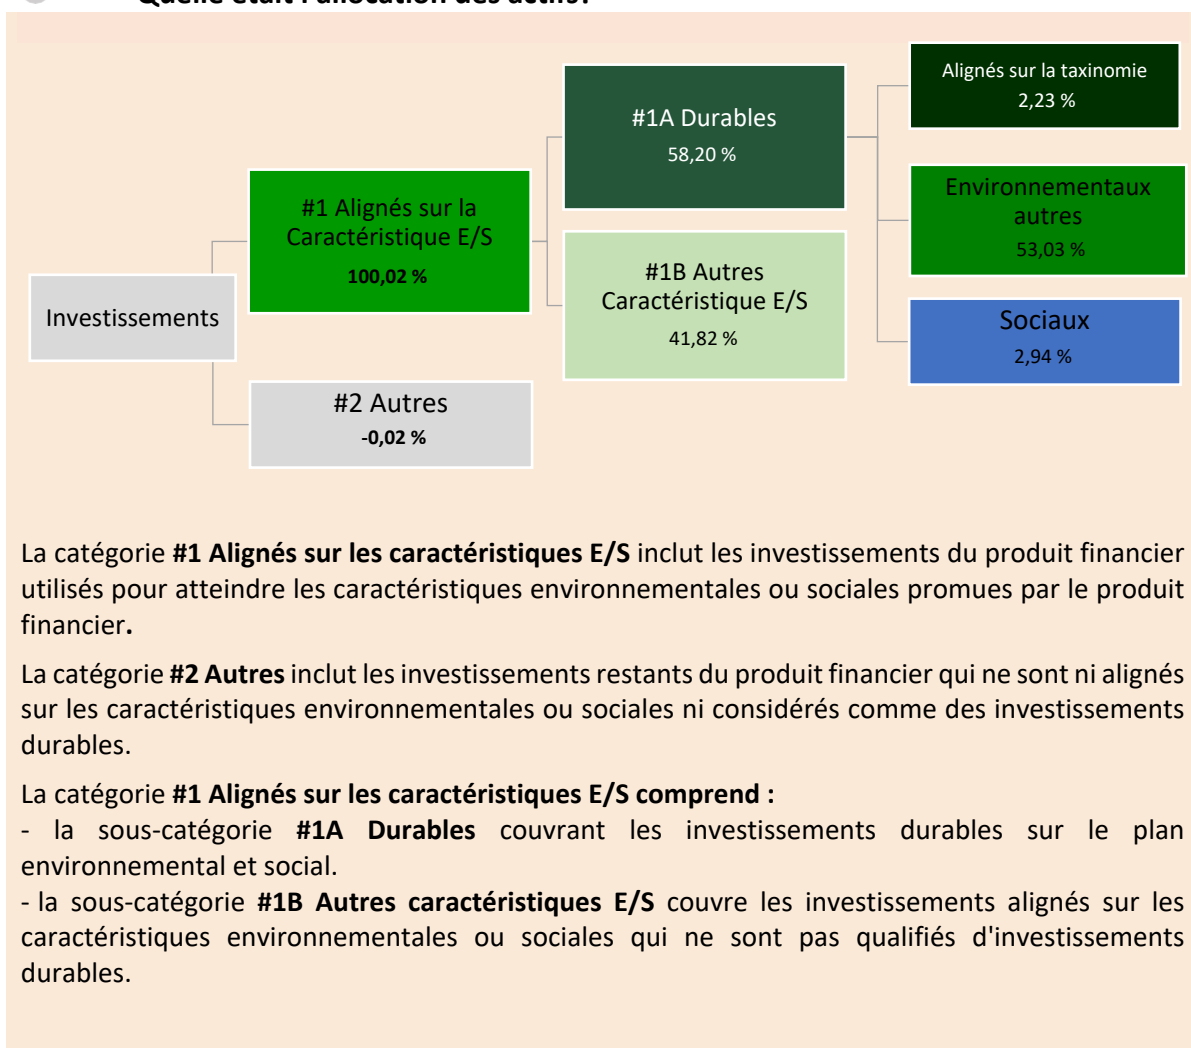 Quelle était l'allocation des actifs?
Alignés sur la taxinomie
2,23 %
#1A Durables
58,20 %
Environnementaux
autres
53,03 %
#1 Alignés sur la
Caractéristique E/S
100,02 %
#1B Autres
Caractéristique E/S
41,82 %
Investissements
Sociaux
2,94 %
#2 Autres
-0,02 %
La catégorie #1 Alignés sur les caractéristiques E/S inclut les investissements du produit financier
utilisés pour atteindre les caractéristiques environnementales ou sociales promues par le produit
financier.
La catégorie #2 Autres inclut les investissements restants du produit financier qui ne sont ni alignés
sur les caractéristiques environnementales ou sociales ni considérés comme des investissements
durables.
La catégorie #1 Alignés sur les caractéristiques E/S comprend :
- la sous-catégorie #1A Durables couvrant les investissements durables sur le plan
environnemental et social.
- la sous-catégorie #1B Autres caractéristiques E/S couvre les investissements alignés sur les
caractéristiques environnementales ou sociales qui ne sont pas qualifiés d'investissements
durables.